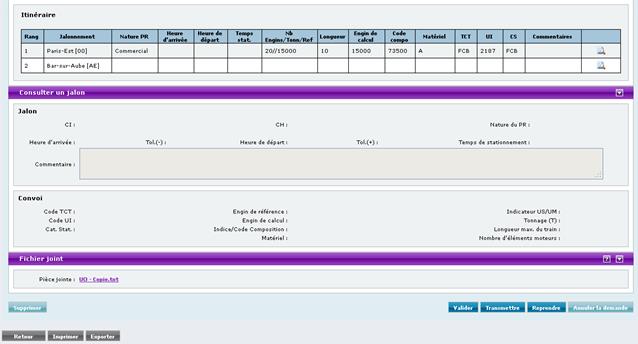 Itinéraire
Rang Jalonnement Nature PR Heure d'arrivée Heure de départ Temps stat. Nb Engins/Tonn/Ref Longueur Engin de calcul Code compo Matériel TCT UI CS Commentaires
1 Paris-Est [00] Commercial 20//15000 10 15000 73500 A FCB 2187 FCB
2 Bar-sur-Aube [AE]
Consulter un jalon
Jalon
CI : CH : Nature du PR :
Heure d'arrivée : Tol.(-) : Heure de départ : Tol.(+) : Temps de stationnement :
Commentaire :
Convoi
Code TCT : Engin de référence : Indicateur US/UM :
Code UI : Engin de calcul : Tonnage (T) :
Cat. Stat. : Indice/Code Composition : Longueur max. du train :
Matériel : Nombre d'éléments moteurs :
Fichier joint ?
Pièce jointe : UO - Copie.txt
Supprimer Valider Transmettre Reprendre Annuler la demande
Retour Imprimer Exporter